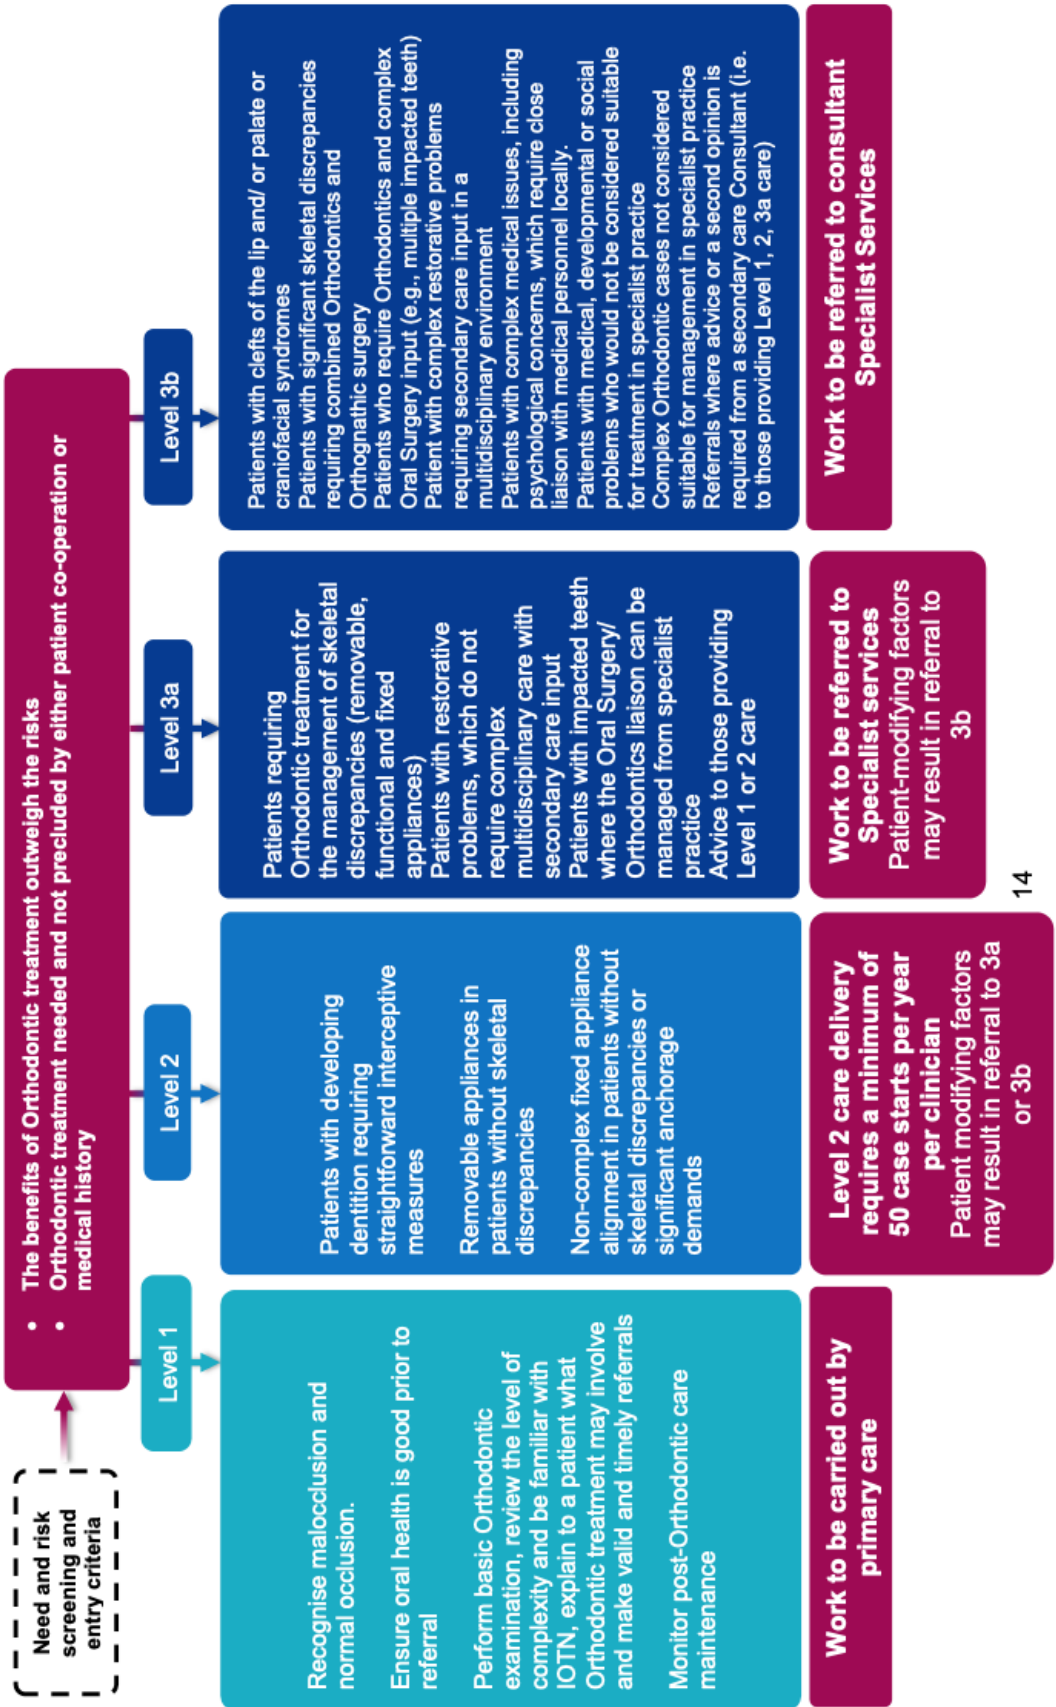 Need and risk
screening and
entry criteria
• The benefits of Orthodontic treatment outweigh the risks
• Orthodontic treatment needed and not precluded by either patient co-operation or
medical history
Level 1
Recognise malocclusion and
normal occlusion.
Ensure oral health is good prior to
referral
Perform basic Orthodontic
examination, review the level of
complexity and be familiar with
IOTN, explain to a patient what
Orthodontic treatment may involve
and make valid and timely referrals
Monitor post-Orthodontic care
maintenance
Work to be carried out by
primary care
Level 2
Patients with developing
dentition requiring
straightforward interceptive
measures
Removable appliances in
patients without skeletal
discrepancies
Non-complex fixed appliance
alignment in patients without
skeletal discrepancies or
significant anchorage
demands
Level 2 care delivery
requires a minimum of
50 case starts per year
per clinician
Patient modifying factors
may result in referral to 3a
or 3b
Level 3a
Patients requiring
Orthodontic treatment for
the management of skeletal
discrepancies (removable,
functional and fixed
appliances)
Patients with restorative
problems, which do not
require complex
multidisciplinary care with
secondary care input
Patients with impacted teeth
where the Oral Surgery/
Orthodontics liaison can be
managed from specialist
practice
Advice to those providing
Level 1 or 2 care
Work to be referred to
Specialist services
Patient-modifying factors
may result in referral to
3b
Level 3b
Patients with clefts of the lip and/ or palate or
craniofacial syndromes
Patients with significant skeletal discrepancies
requiring combined Orthodontics and
Orthognathic surgery
Patients who require Orthodontics and complex
Oral Surgery input (e.g., multiple impacted teeth)
Patient with complex restorative problems
requiring secondary care input in a
multidisciplinary environment
Patients with complex medical issues, including
psychological concerns, which require close
liaison with medical personnel locally.
Patients with medical, developmental or social
problems who would not be considered suitable
for treatment in specialist practice
Complex Orthodontic cases not considered
suitable for management in specialist practice
Referrals where advice or a second opinion is
required from a secondary care Consultant (i.e.
to those providing Level 1, 2, 3a care)
Work to be referred to consultant
Specialist Services
14